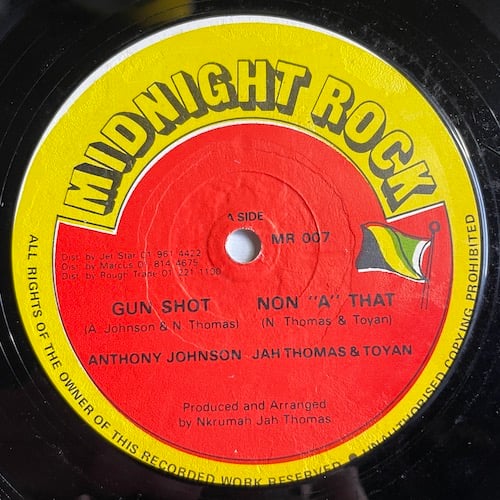 MIDNIGHT ROCK
A SIDE
MR 007
Dist. by Jet Star 01 961 4422
Dist. by Marcus 01 814 4675
Dist. by Rough Trade 01 221 1138
GUN SHOT NON "A" THAT
(A. Johnson & N. Thomas) (N. Thomas & Toyan)
ANTHONY JOHNSON JAH THOMAS & TOYAN
Produced and Arranged
by Nkrumah Jah Thomas
ALL RIGHTS OF THE OWNER OF THIS RECORDED WORK RESERVED ● UNAUTHORISED COPYING PROHIBITED